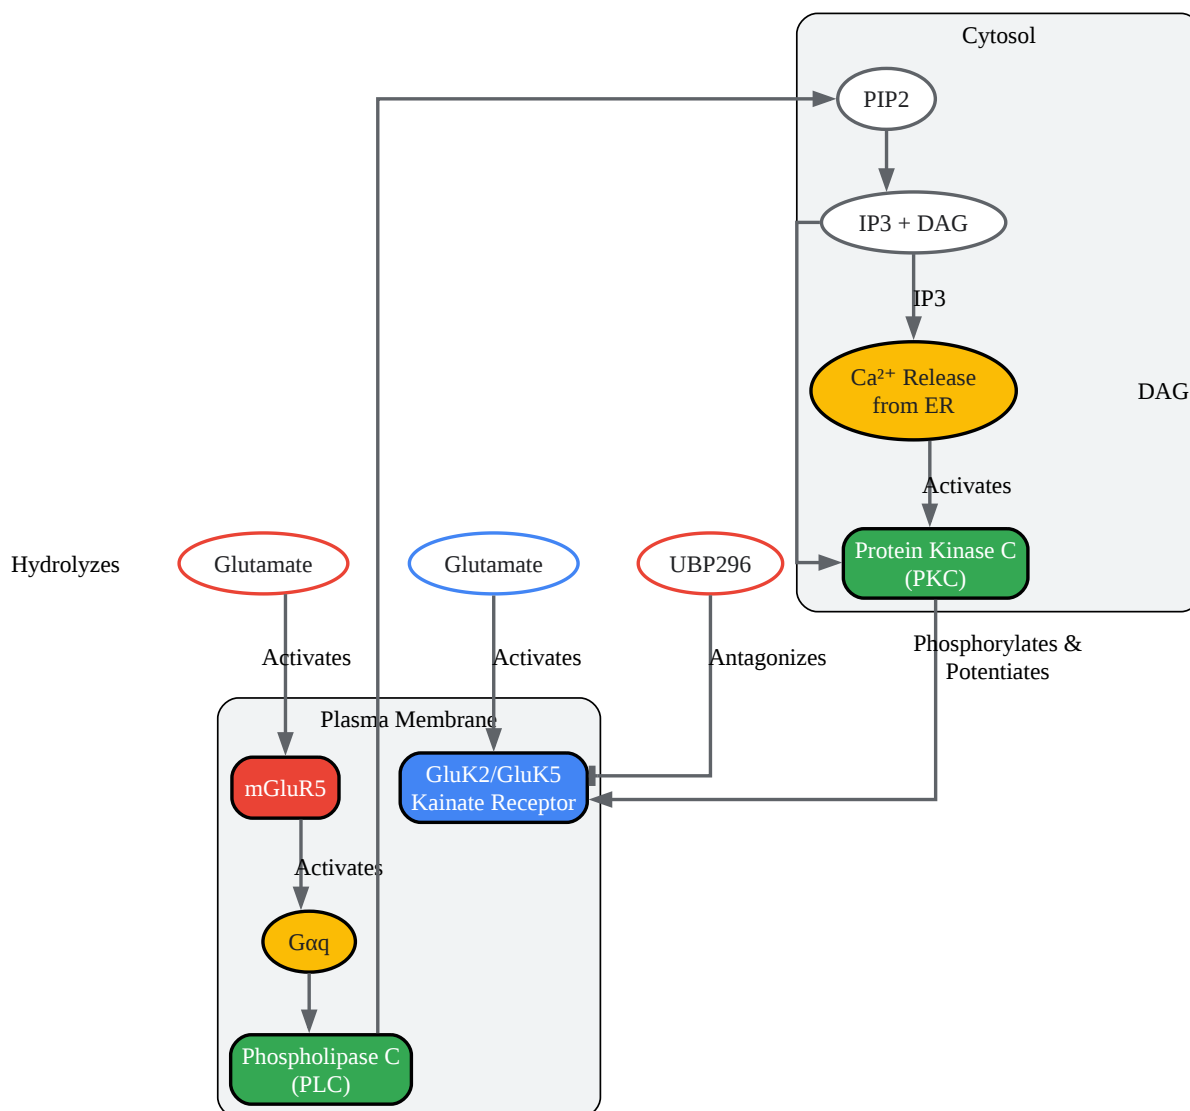 Cytosol
PIP2
IP3 + DAG
IP3
Ca²⁺ Release
from ER
DAG
Activates
Protein Kinase C
(PKC)
Hydrolyzes
Glutamate
Glutamate
UBP296
Activates
Activates
Antagonizes
Phosphorylates &
Potentiates
Plasma Membrane
mGluR5
GluK2/GluK5
Kainate Receptor
Activates
Gαq
Phospholipase C
(PLC)